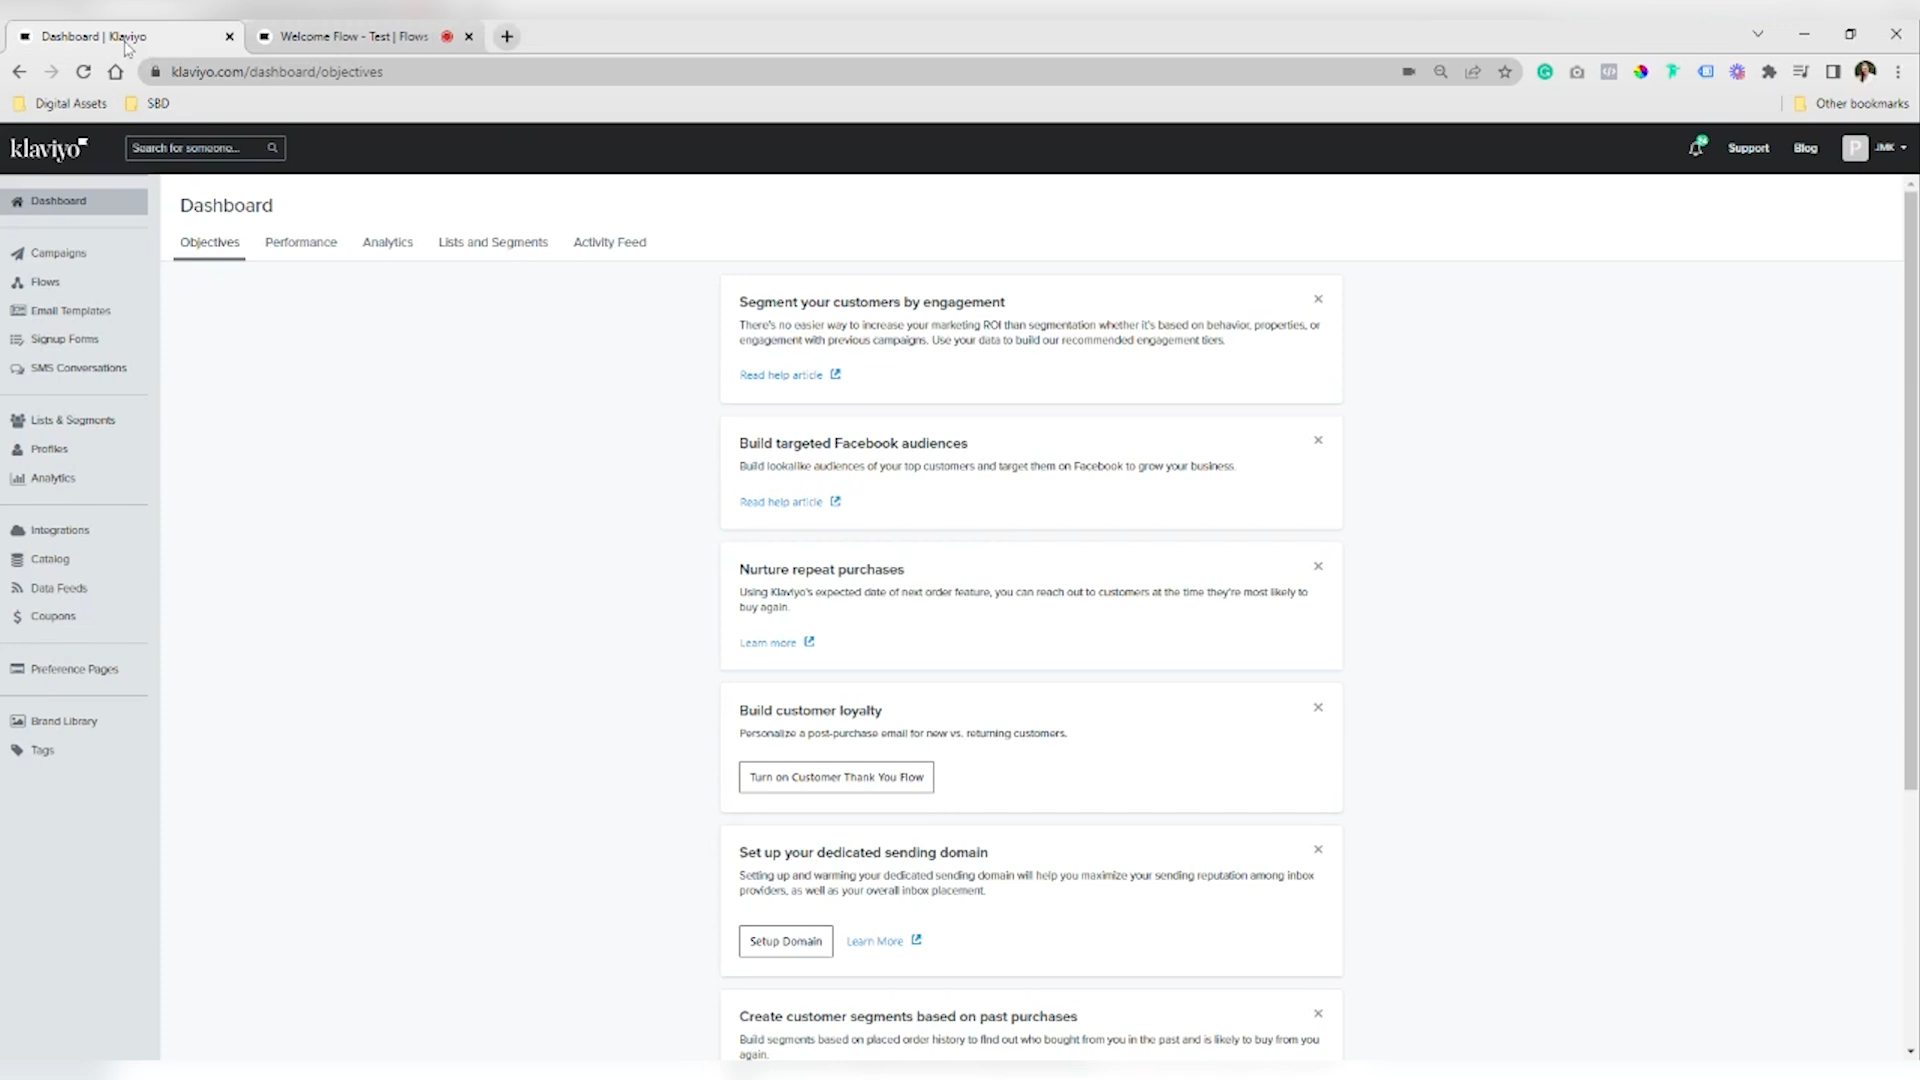 Dashboard | Klaviyo
Welcome Flow - Test | Flows
klaviyo.com/dashboard/objectives
Digital Assets
SBD
Other bookmarks
klaviyo
Search for someone...
Support
Blog
P
JMK
Dashboard
Campaigns
Flows
Email Templates
Signup Forms
SMS Conversations
Lists & Segments
Profiles
Analytics
Integrations
Catalog
Data Feeds
Coupons
Preference Pages
Brand Library
Tags
Dashboard
Objectives
Performance
Analytics
Lists and Segments
Activity Feed
Segment your customers by engagement
There's no easier way to increase your marketing ROI than segmentation whether it's based on behavior, properties, or
engagement with previous campaigns. Use your data to build our recommended engagement tiers.
Read help article
Build targeted Facebook audiences
Build lookalike audiences of your top customers and target them on Facebook to grow your business.
Read help article
Nurture repeat purchases
Using Klaviyo's expected date of next order feature, you can reach out to customers at the time they're most likely to
buy again.
Learn more
Build customer loyalty
Personalize a post-purchase email for new vs. returning customers.
Turn on Customer Thank You Flow
Set up your dedicated sending domain
Setting up and warming your dedicated sending domain will help you maximize your sending reputation among inbox
providers, as well as your overall inbox placement.
Setup Domain
Learn More
Create customer segments based on past purchases
Build segments based on placed order history to find out who bought from you in the past and is likely to buy from you
again.